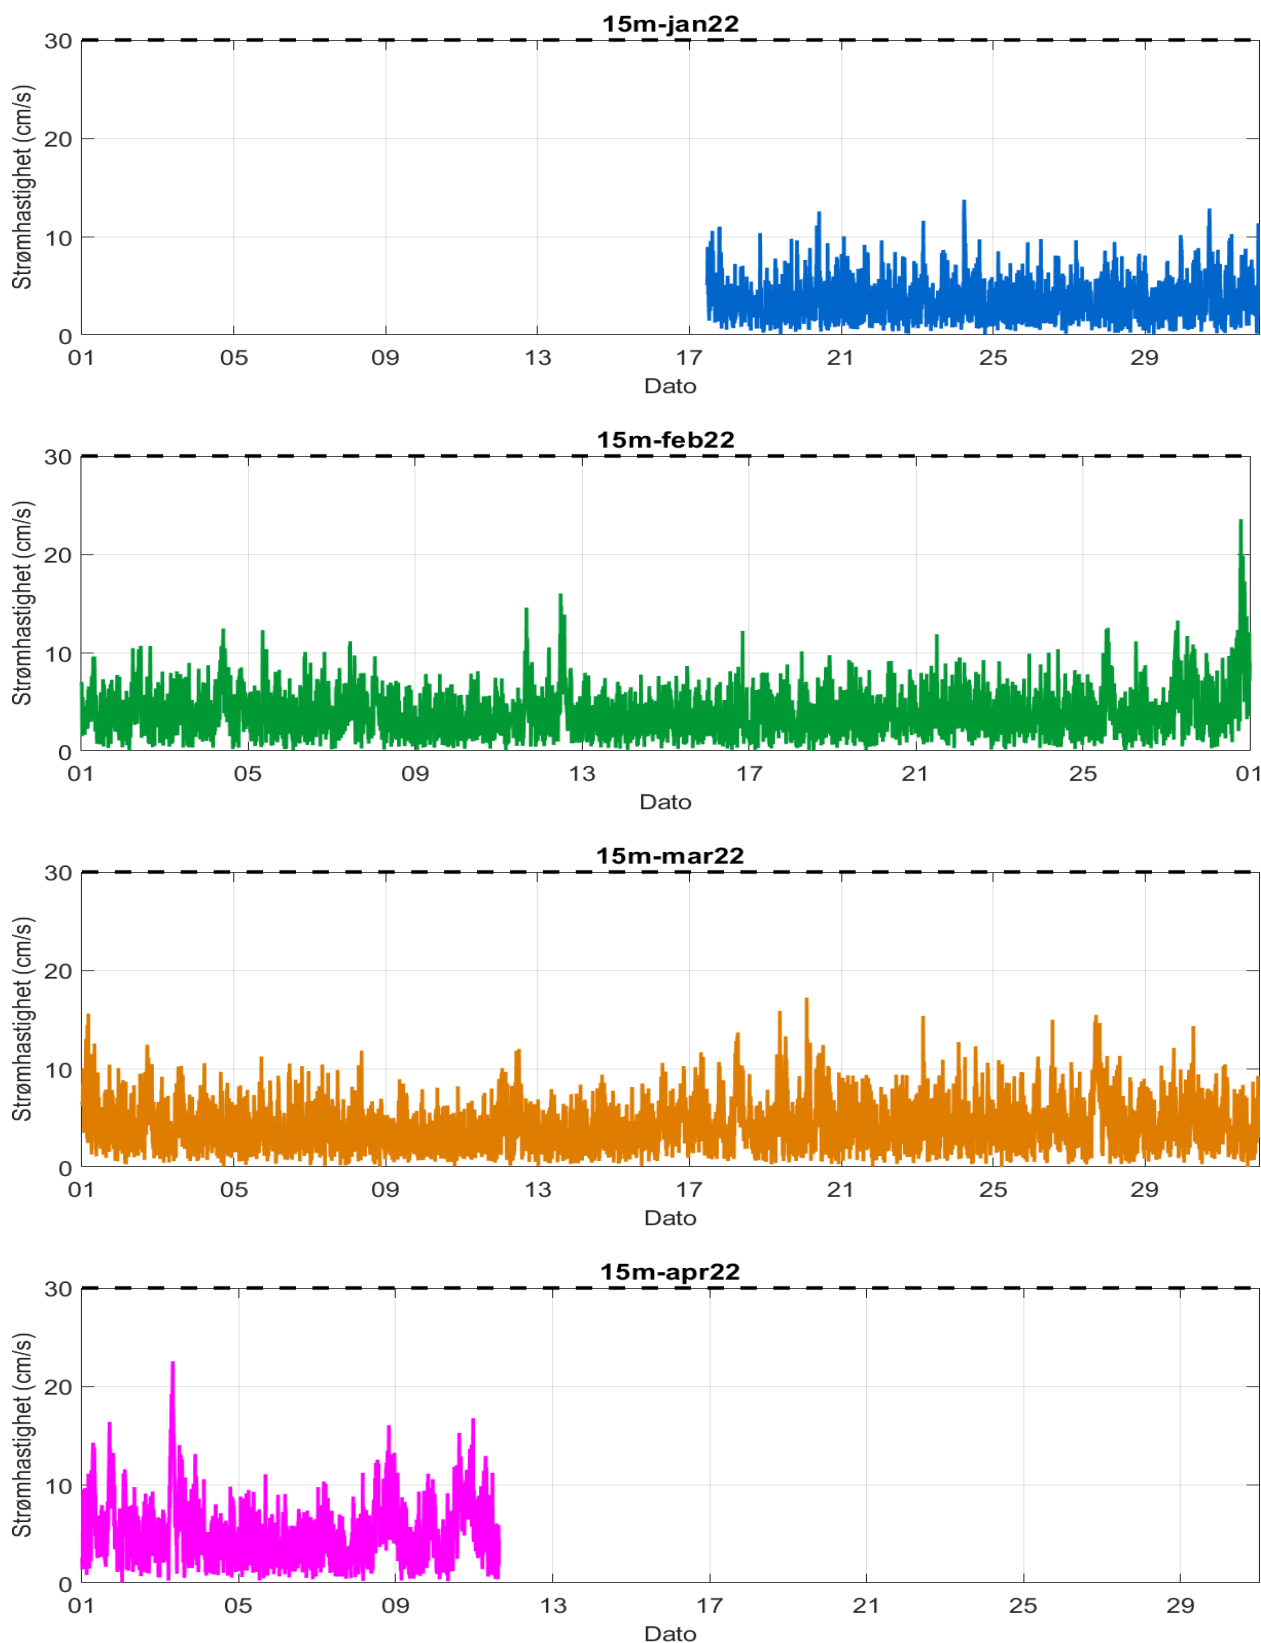 15m-jan22
Strømhastighet (cm/s)
30
20
10
0
01 05 09 13 17 21 25 29
Dato
15m-feb22
Strømhastighet (cm/s)
30
20
10
0
01 05 09 13 17 21 25 01
Dato
15m-mar22
Strømhastighet (cm/s)
30
20
10
0
01 05 09 13 17 21 25 29
Dato
15m-apr22
Strømhastighet (cm/s)
30
20
10
0
01 05 09 13 17 21 25 29
Dato